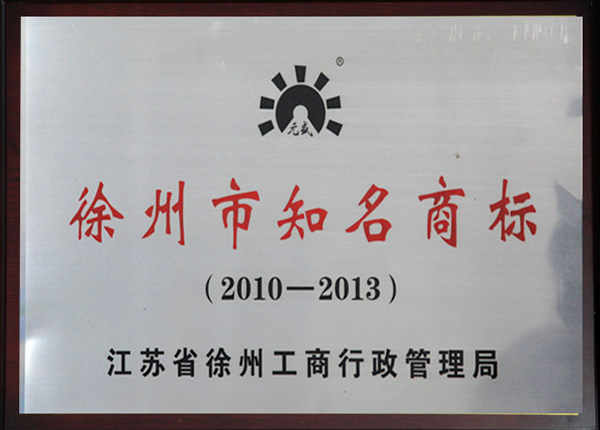 ®
元盛
徐州市知名商标
(2010—2013)
江苏省徐州工商行政管理局